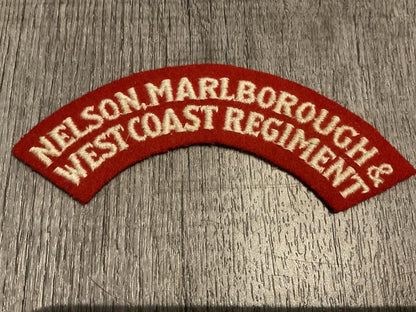 NELSON, MARLBOROUGH &
WEST COAST REGIMENT